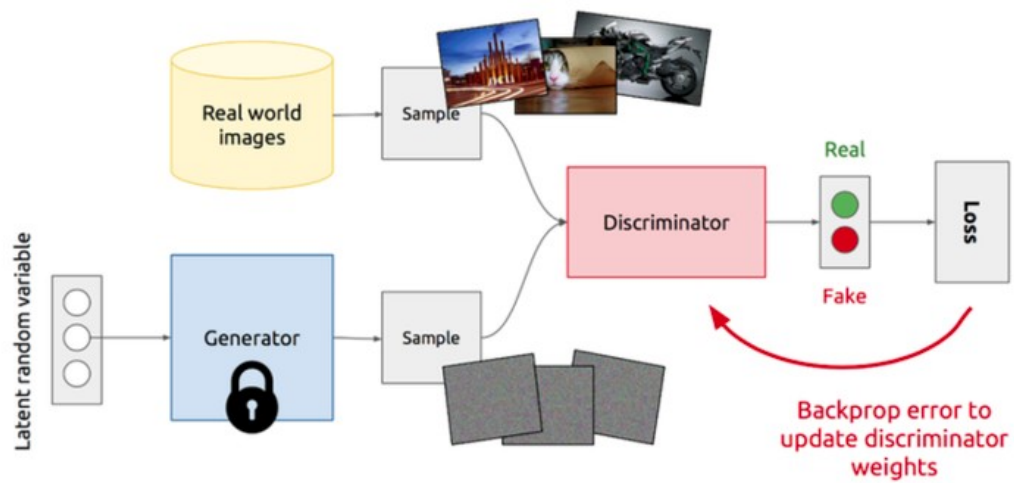 Real world
images
Sample
Real
Discriminator
Loss
Fake
Latent random variable
Generator
Sample
Backprop error to
update discriminator
weights